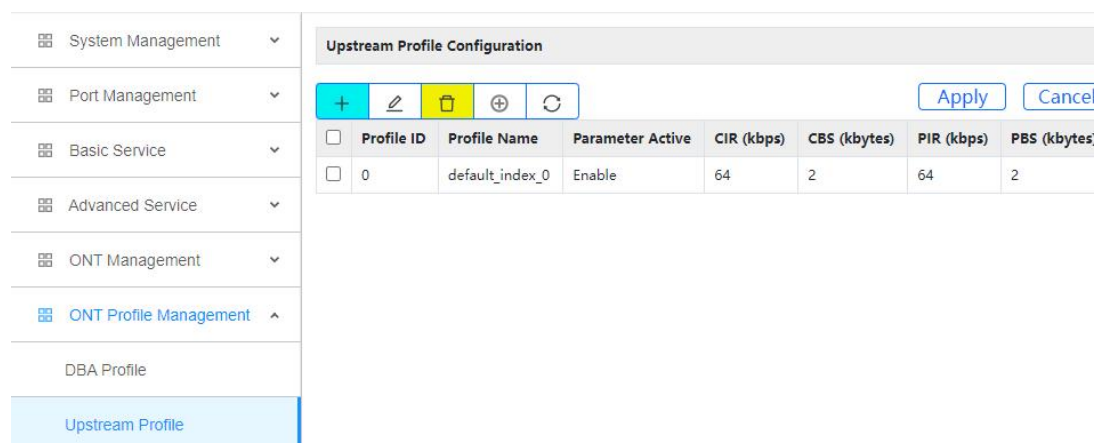 System Management
Port Management
Basic Service
Advanced Service
ONT Management
ONT Profile Management
DBA Profile
Upstream Profile
Upstream Profile Configuration
Apply Cancel
Profile ID Profile Name Parameter Active CIR (kbps) CBS (kbytes) PIR (kbps) PBS (kbytes)
0 default_index_0 Enable 64 2 64 2